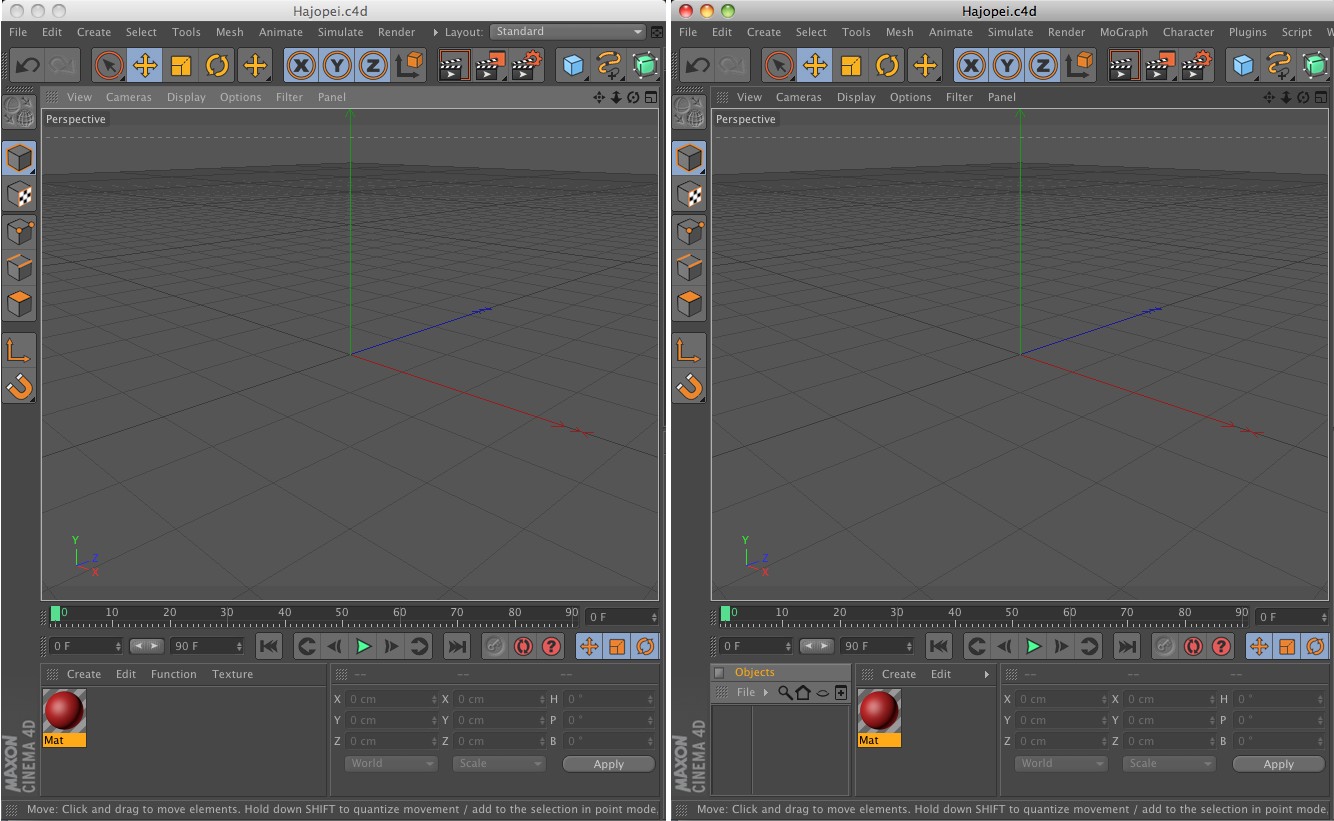 Hajopei.c4d
File Edit Create Select Tools Mesh Animate Simulate Render Layout: Standard
X Y Z
View Cameras Display Options Filter Panel
Perspective
Y
Z
X
0 10 20 30 40 50 60 70 80 90 0 F
0 F 90 F
Create Edit Function Texture
-- -- --
X 0 cm X 0 cm H 0 °
Y 0 cm Y 0 cm P 0 °
Z 0 cm Z 0 cm B 0 °
Mat
World Scale Apply
MAXON
CINEMA 4D
Move: Click and drag to move elements. Hold down SHIFT to quantize movement / add to the selection in point mode,
Hajopei.c4d
File Edit Create Select Tools Mesh Animate Simulate Render MoGraph Character Plugins Script W
X Y Z
View Cameras Display Options Filter Panel
Perspective
Y
Z
X
0 10 20 30 40 50 60 70 80 90 0 F
0 F 90 F
Objects
File
Create Edit
-- -- --
X 0 cm X 0 cm H 0 °
Y 0 cm Y 0 cm P 0 °
Z 0 cm Z 0 cm B 0 °
Mat
World Scale Apply
MAXON
CINEMA 4D
Move: Click and drag to move elements. Hold down SHIFT to quantize movement / add to the selection in point mode,